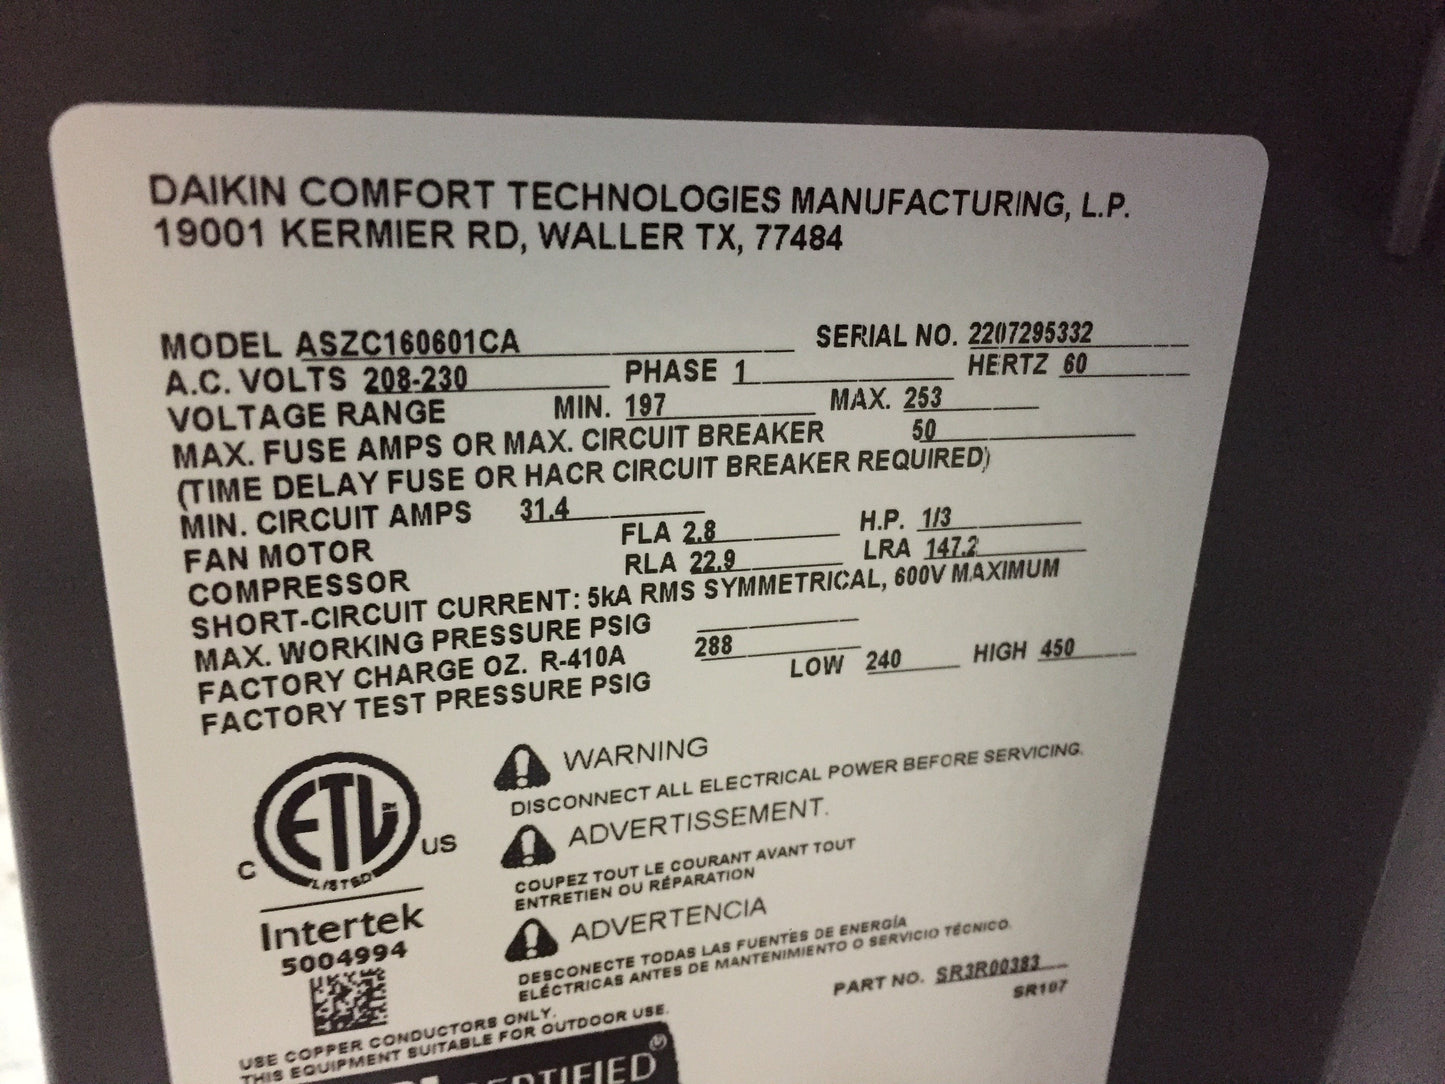 DAIKIN COMFORT TECHNOLOGIES MANUFACTURING, L.P.
19001 KERMIER RD, WALLER TX, 77484
MODEL ASZC160601CA SERIAL NO. 2207295332
A.C. VOLTS 208-230 PHASE 1 HERTZ 60
VOLTAGE RANGE MIN. 197 MAX. 253
MAX. FUSE AMPS OR MAX. CIRCUIT BREAKER 50
(TIME DELAY FUSE OR HACR CIRCUIT BREAKER REQUIRED)
MIN. CIRCUIT AMPS 31.4
FAN MOTOR FLA 2.8 H.P. 1/3
COMPRESSOR RLA 22.9 LRA 147.2
SHORT-CIRCUIT CURRENT: 5kA RMS SYMMETRICAL, 600V MAXIMUM
MAX. WORKING PRESSURE PSIG
FACTORY CHARGE OZ. R-410A 288
FACTORY TEST PRESSURE PSIG LOW 240 HIGH 450
WARNING
DISCONNECT ALL ELECTRICAL POWER BEFORE SERVICING.
ADVERTISSEMENT.
COUPEZ TOUT LE COURANT AVANT TOUT
ENTRETIEN OU RÉPARATION
ADVERTENCIA
DESCONECTE TODAS LAS FUENTES DE ENERGÍA
ELÉCTRICAS ANTES DE MANTENIMIENTO O SERVICIO TÉCNICO.
ETL
LISTED
C US
Intertek
5004994
PART NO. SR3R00383
SR107
USE COPPER CONDUCTORS ONLY.
THIS EQUIPMENT SUITABLE FOR OUTDOOR USE.
CERTIFIED